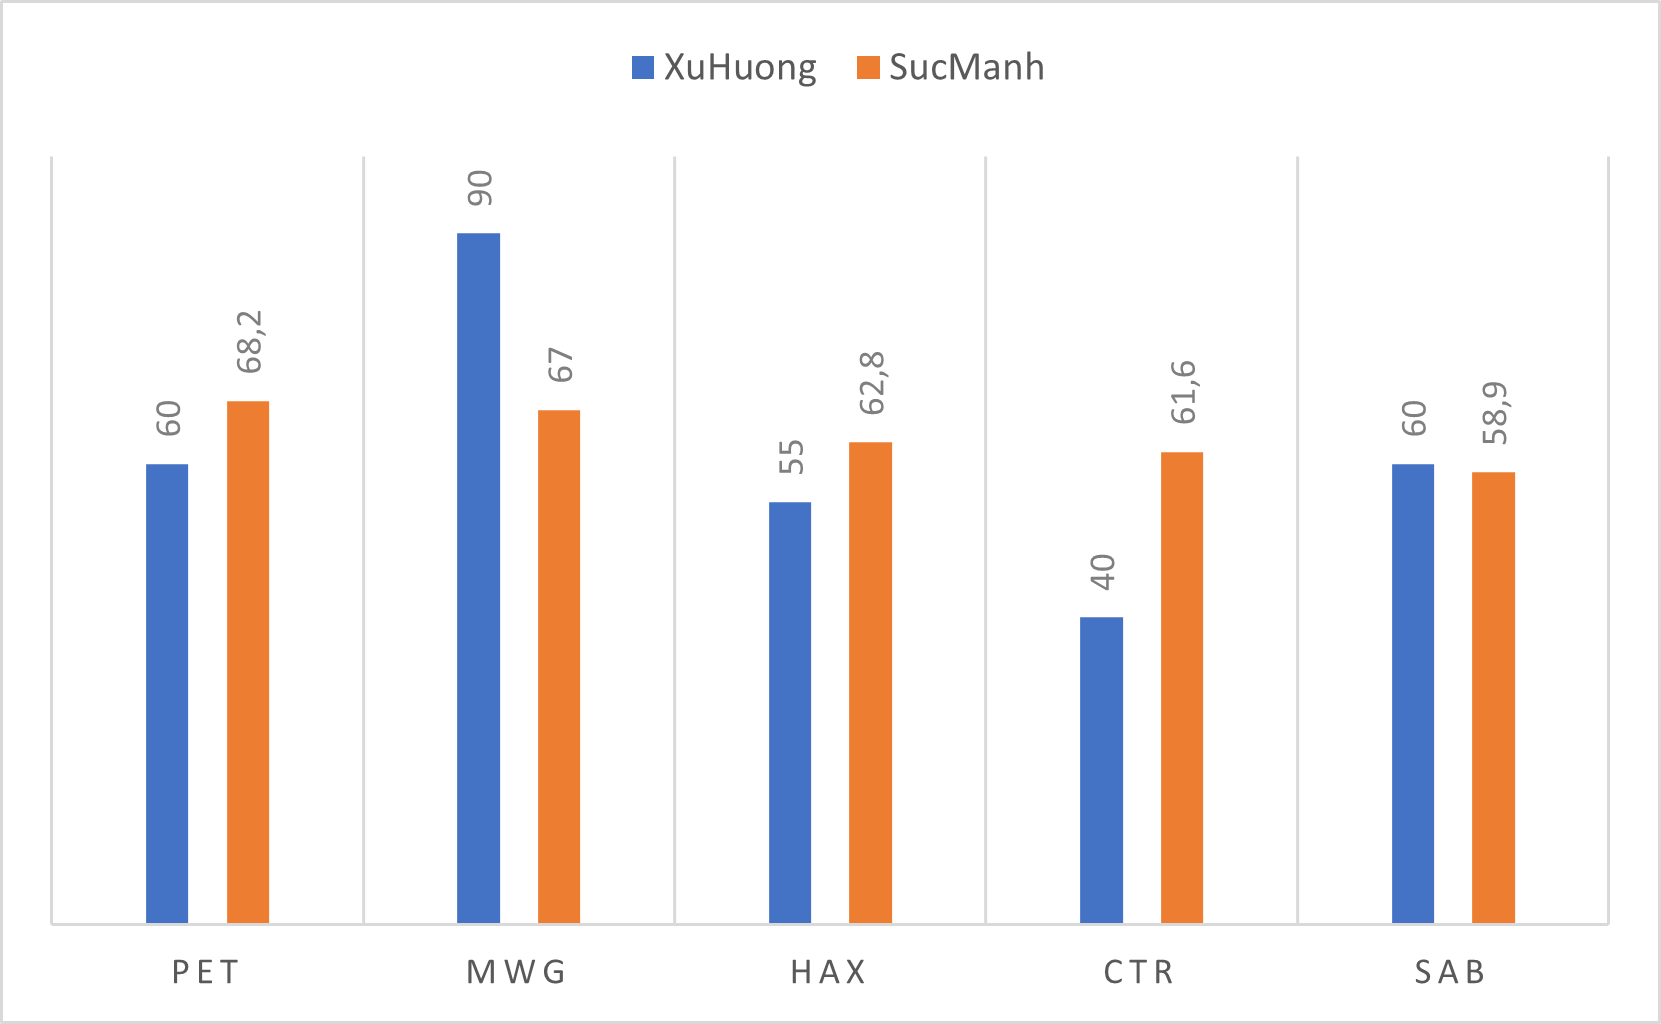 XuHuong SucManh
60 68,2 90 67 55 62,8 40 61,6 60 58,9
PET MWG HAX CTR SAB